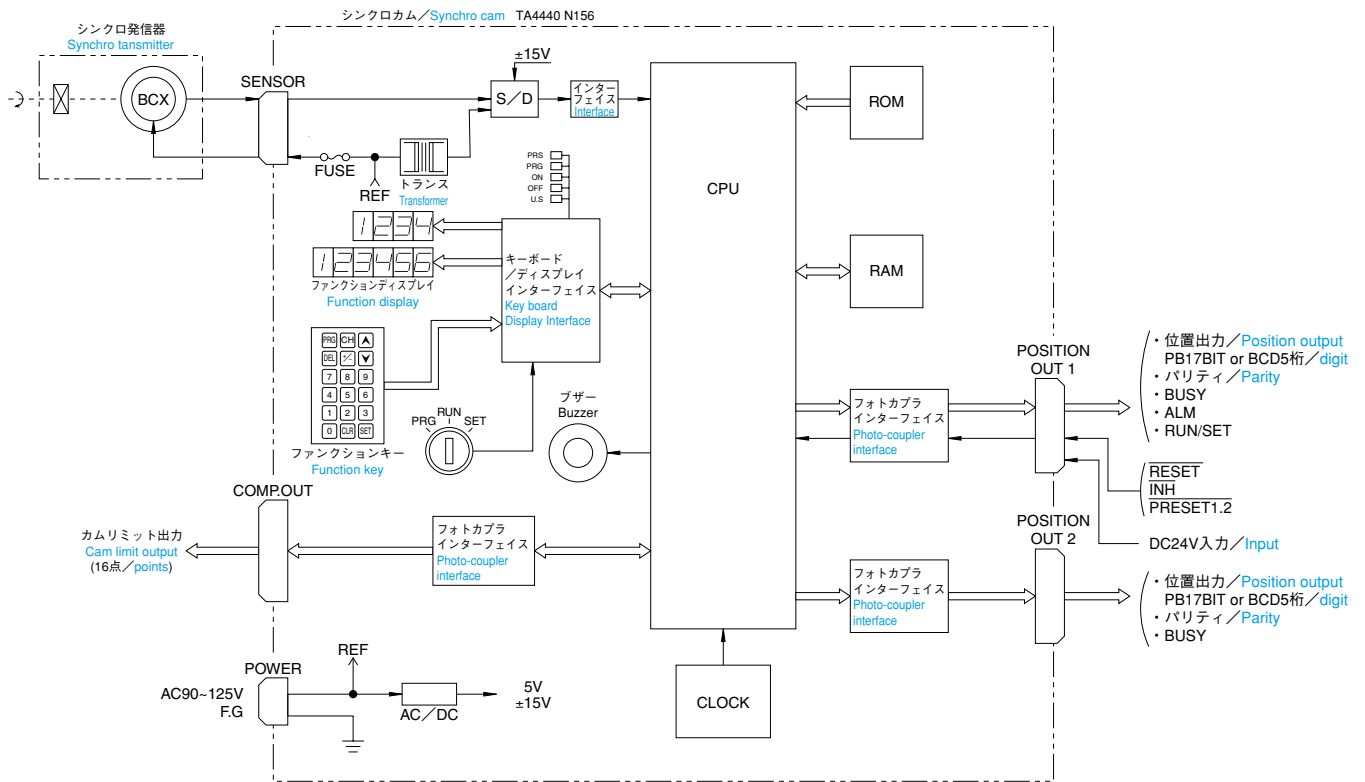 シンクロカム／Synchro cam TA4440 N156
シンクロ発信器
Synchro tansmitter
BCX
SENSOR
±15V
S／D
インター
フェイス
Interface
FUSE
REF
トランス
Transformer
PRS
PRG
ON
OFF
U.S
CPU
ROM
RAM
1234
123456
ファンクションディスプレイ
Function display
キーボード
／ディスプレイ
インターフェイス
Key board
Display Interface
PRG CH ▲
DEL +/- ▼
7 8 9
4 5 6
1 2 3
0 CLR SET
ファンクションキー
Function key
RUN
PRG SET
ブザー
Buzzer
フォトカプラ
インターフェイス
Photo-coupler
interface
POSITION
OUT 1
・位置出力／Position output
PB17BIT or BCD5桁／digit
・パリティ／Parity
・BUSY
・ALM
・RUN/SET
RESET
INH
PRESET1.2
DC24V入力／Input
COMP.OUT
カムリミット出力
Cam limit output
(16点／points)
フォトカプラ
インターフェイス
Photo-coupler
interface
フォトカプラ
インターフェイス
Photo-coupler
interface
POSITION
OUT 2
・位置出力／Position output
PB17BIT or BCD5桁／digit
・パリティ／Parity
・BUSY
POWER
AC90~125V
F.G
REF
AC／DC
5V
±15V
CLOCK